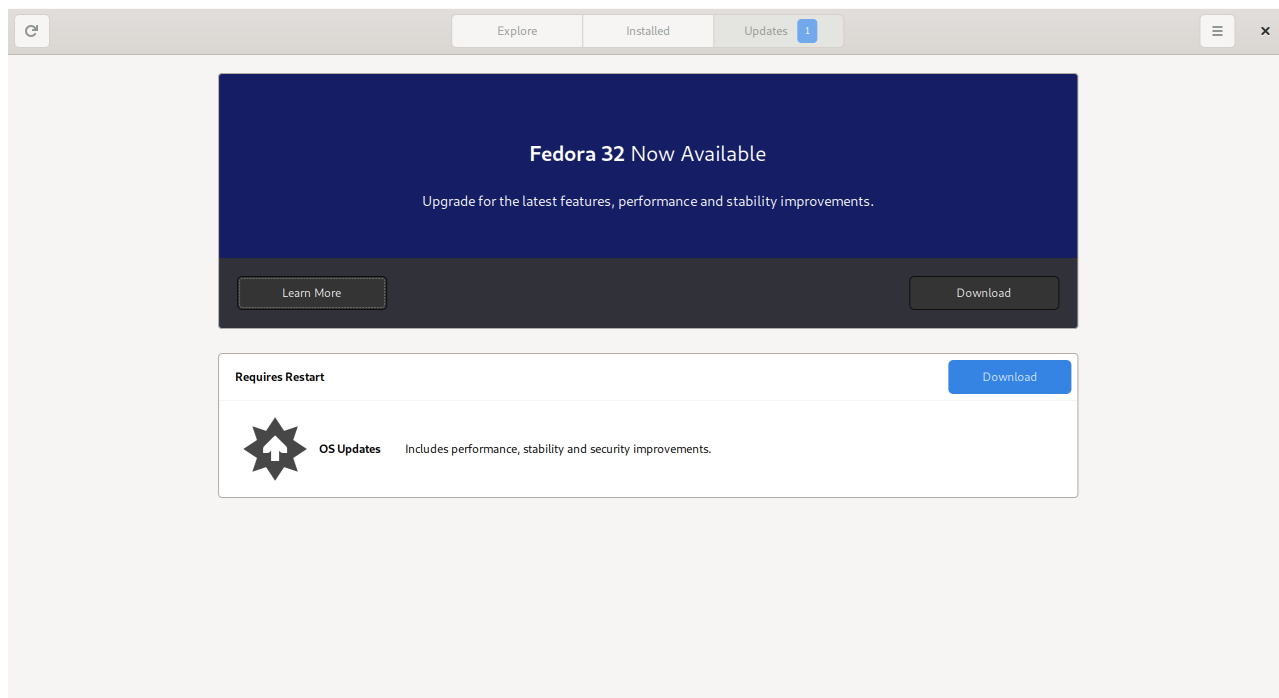 Explore
Installed
Updates 1
Fedora 32 Now Available
Upgrade for the latest features, performance and stability improvements.
Learn More
Download
Requires Restart
Download
OS Updates
Includes performance, stability and security improvements.